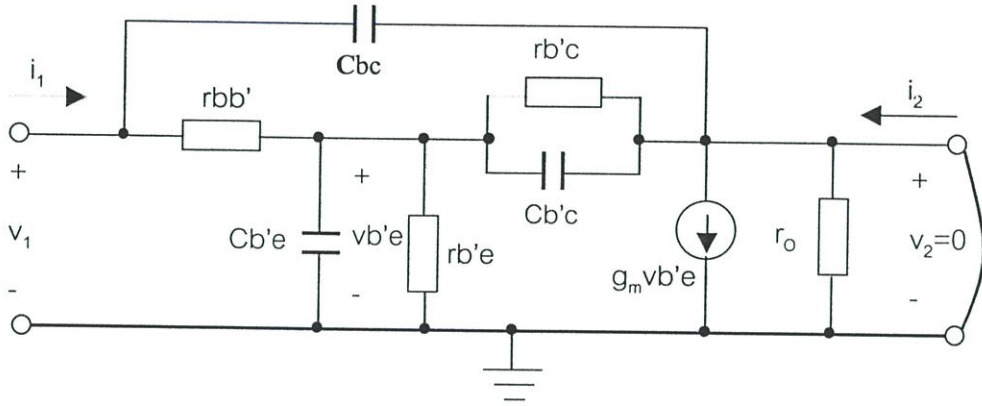 Cbc
rb'c
i₁
rbb'
i₂
+
+
+
Cb'c
v₁
Cb'e
vb'e
rb'e
rₒ
v₂=0
gₘvb'e
-
-
-